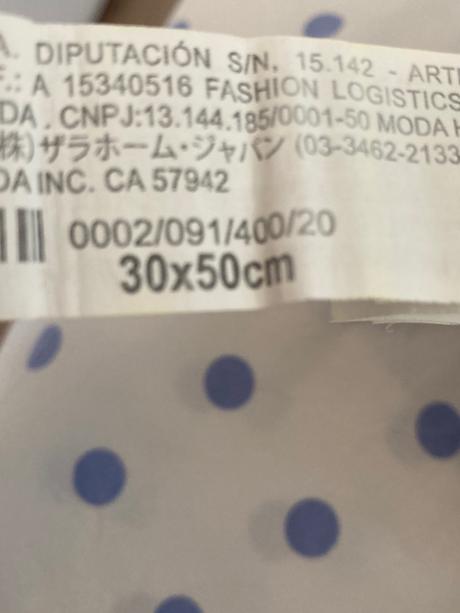 A. DIPUTACIÓN S/N, 15.142 - ARTE
F.: A 15340516 FASHION LOGISTICS
DA . CNPJ:13.144.185/0001-50 MODA H
株)ザラホーム・ジャパン (03-3462-2133
DA INC. CA 57942
0002/091/400/20
30x50cm